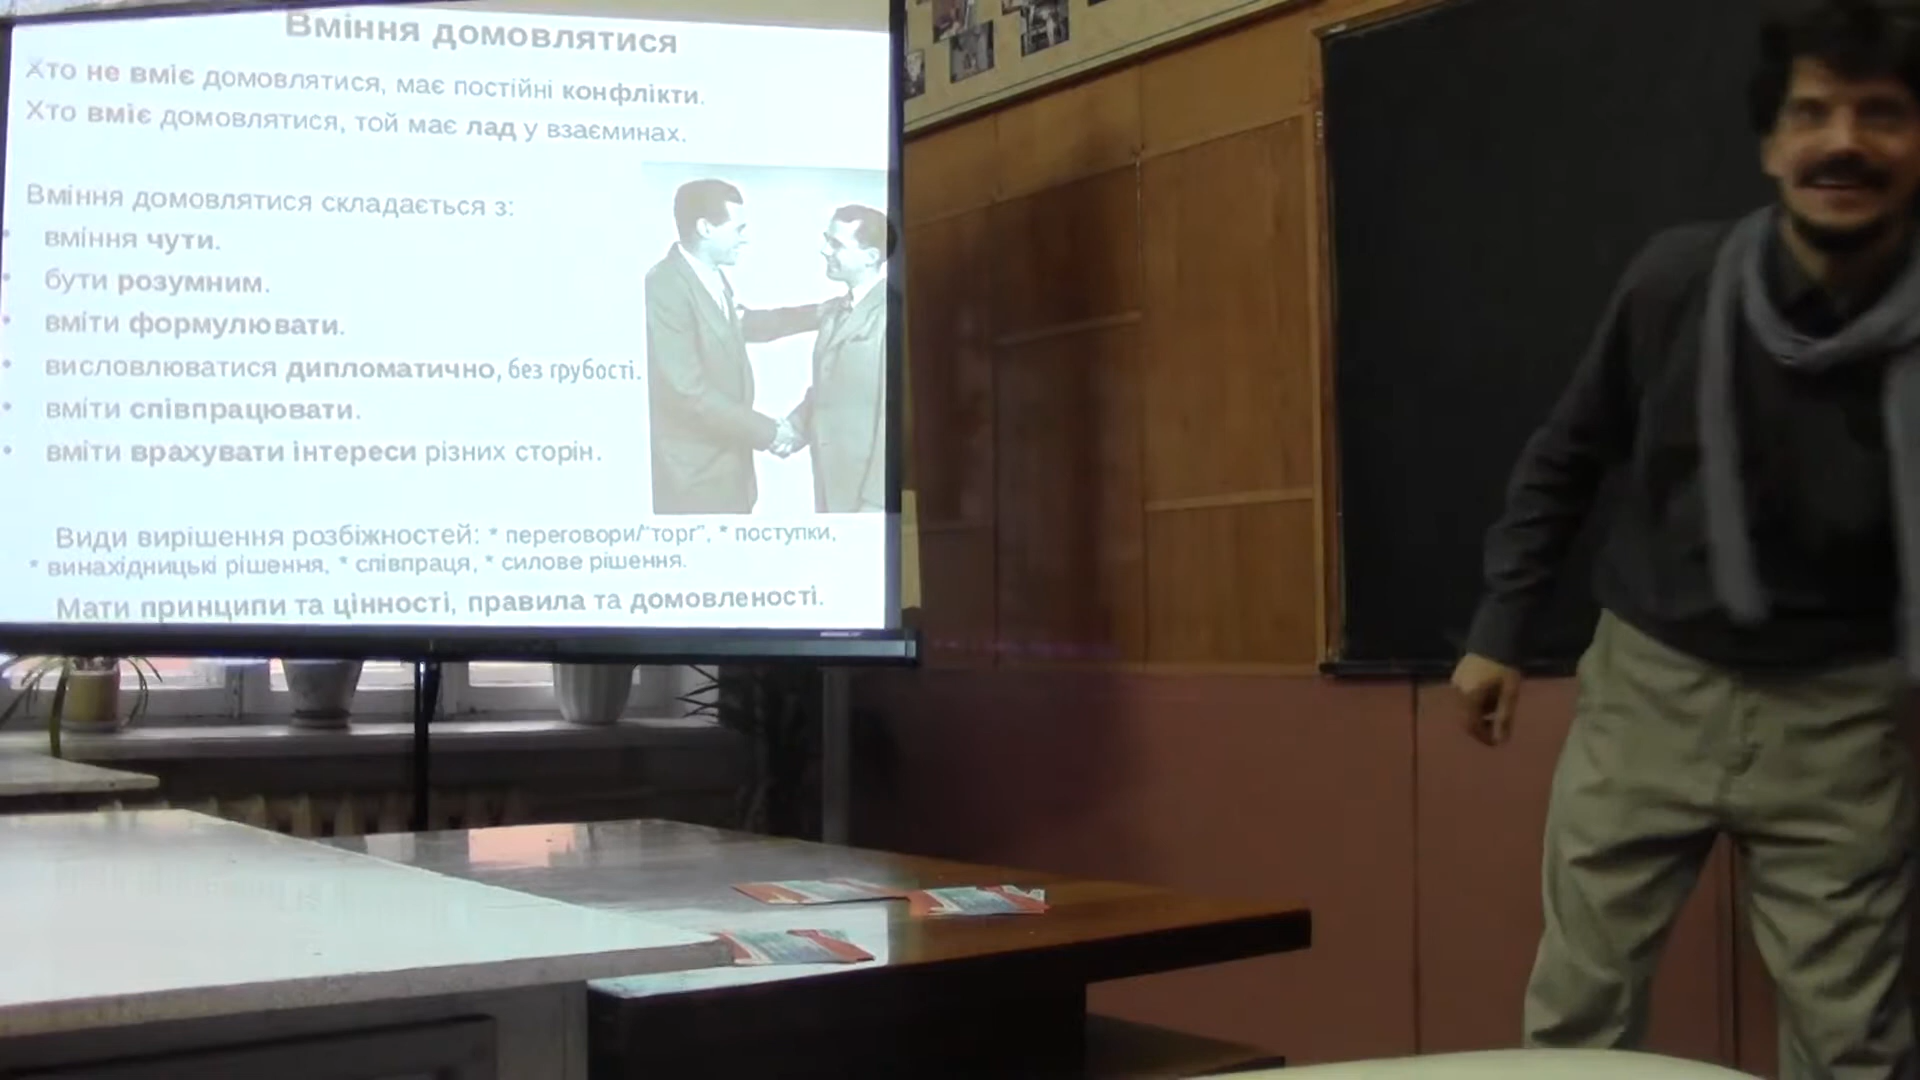 Вміння домовлятися
Хто не вміє домовлятися, має постійні конфлікти.
Хто вміє домовлятися, той має лад у взаєминах.
Вміння домовлятися складається з:
• вміння чути.
• бути розумним.
• вміти формулювати.
• висловлюватися дипломатично, без грубості.
• вміти співпрацювати.
• вміти врахувати інтереси різних сторін.
Види вирішення розбіжностей: * переговори/"торг", * поступки,
* винахідницькі рішення, * співпраця, * силове рішення.
Мати принципи та цінності, правила та домовленості.